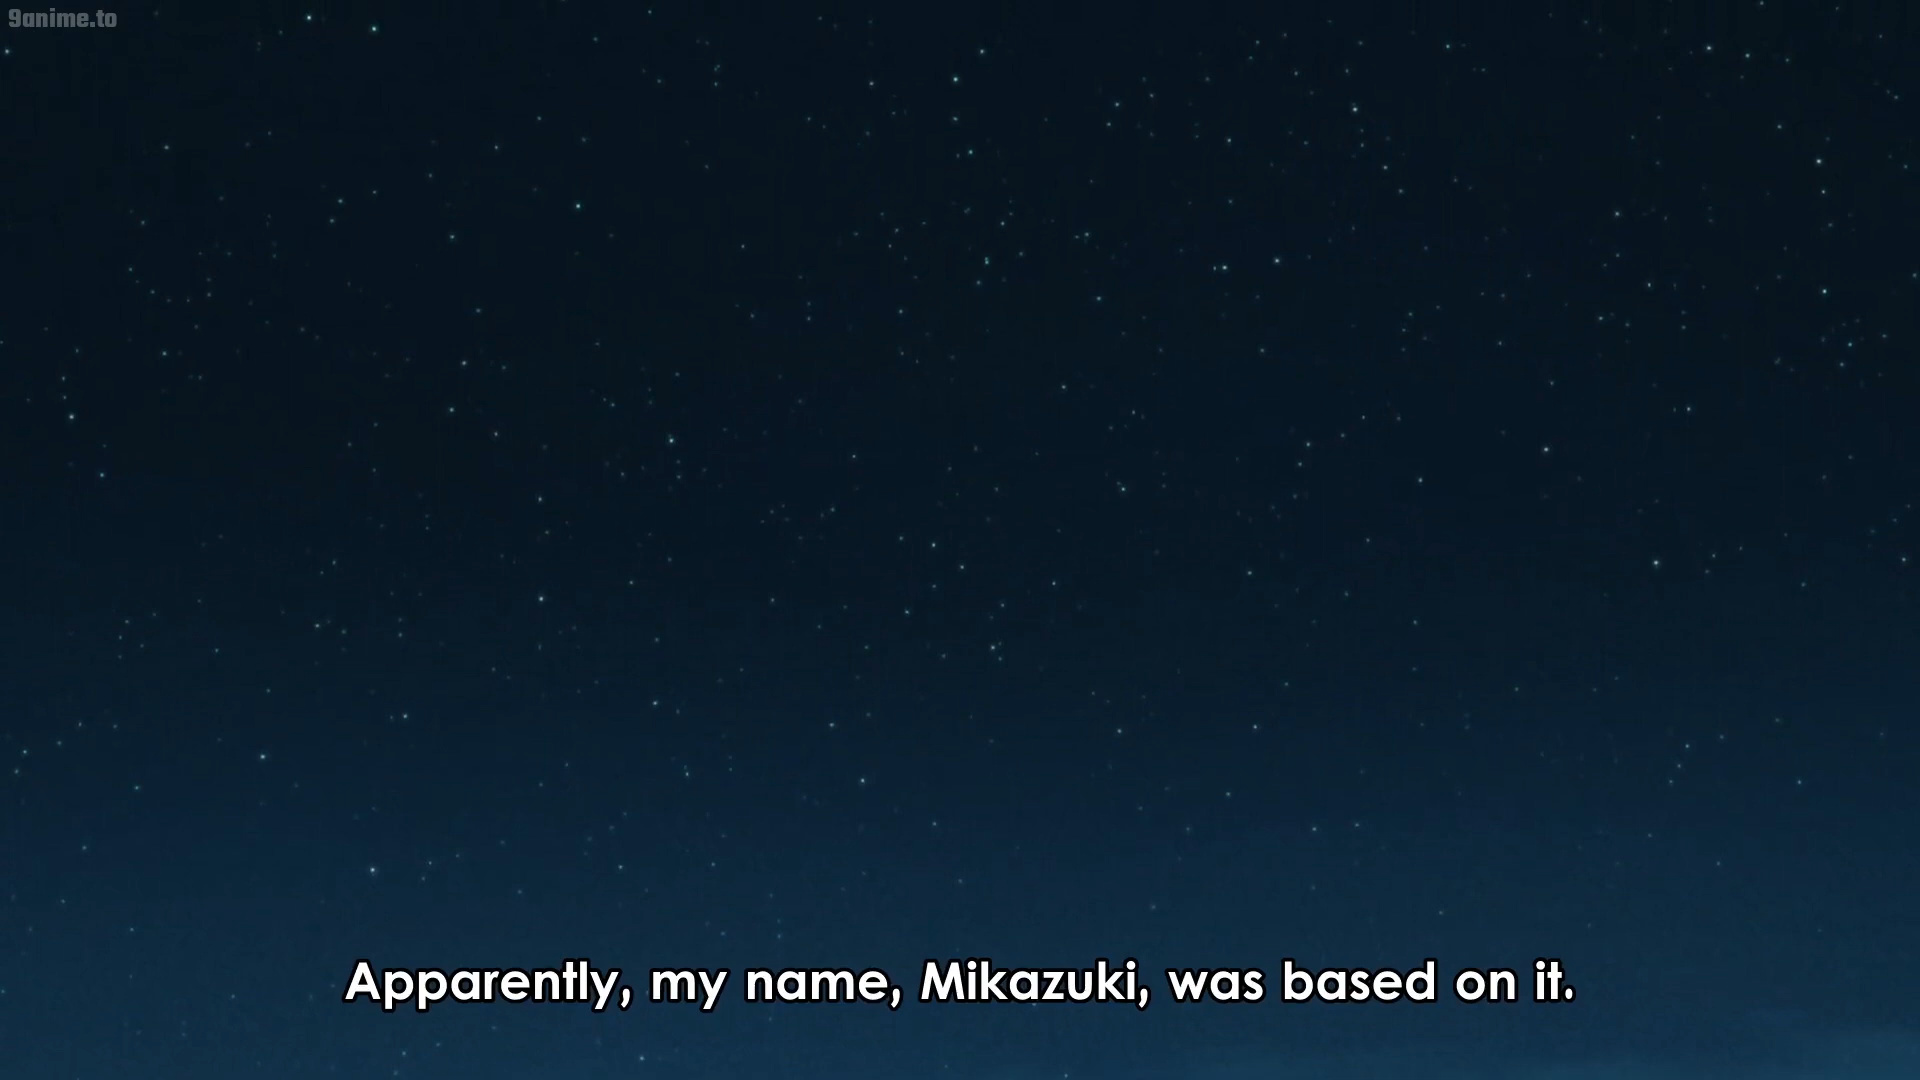 9anime.to
Apparently, my name, Mikazuki, was based on it.